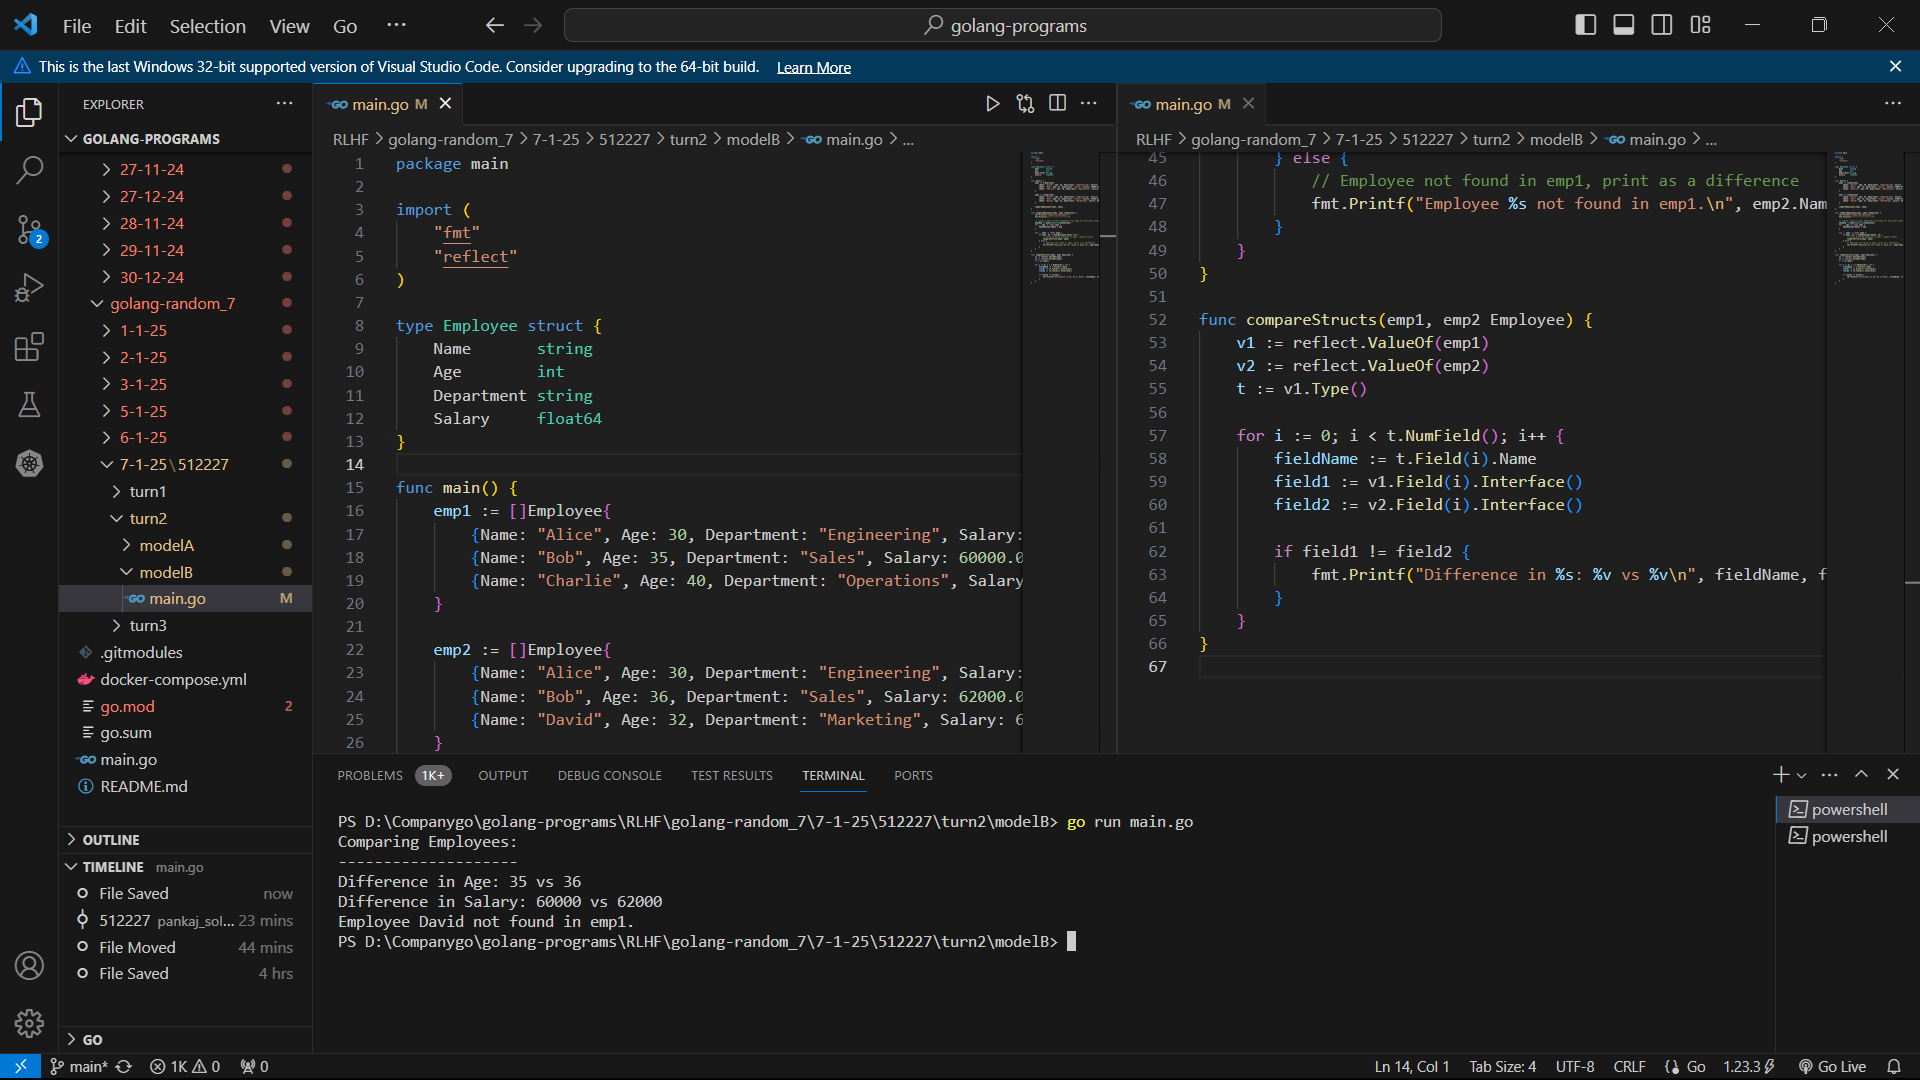 File Edit Selection View Go ···
golang-programs
This is the last Windows 32-bit supported version of Visual Studio Code. Consider upgrading to the 64-bit build. Learn More
EXPLORER
GOLANG-PROGRAMS
27-11-24
27-12-24
28-11-24
29-11-24
30-12-24
golang-random_7
1-1-25
2-1-25
3-1-25
5-1-25
6-1-25
7-1-25\512227
turn1
turn2
modelA
modelB
main.go M
turn3
.gitmodules
docker-compose.yml
go.mod 2
go.sum
main.go
README.md
OUTLINE
TIMELINE main.go
File Saved now
512227 pankaj_sol... 23 mins
File Moved 44 mins
File Saved 4 hrs
GO
2
main.go M
RLHF > golang-random_7 > 7-1-25 > 512227 > turn2 > modelB > main.go > ...
1 package main
2
3 import (
4 "fmt"
5 "reflect"
6 )
7
8 type Employee struct {
9 Name string
10 Age int
11 Department string
12 Salary float64
13 }
14
15 func main() {
16 emp1 := []Employee{
17 {Name: "Alice", Age: 30, Department: "Engineering", Salary:
18 {Name: "Bob", Age: 35, Department: "Sales", Salary: 60000.0
19 {Name: "Charlie", Age: 40, Department: "Operations", Salary
20 }
21
22 emp2 := []Employee{
23 {Name: "Alice", Age: 30, Department: "Engineering", Salary:
24 {Name: "Bob", Age: 36, Department: "Sales", Salary: 62000.0
25 {Name: "David", Age: 32, Department: "Marketing", Salary: 6
26 }
main.go M
RLHF > golang-random_7 > 7-1-25 > 512227 > turn2 > modelB > main.go > ...
45 } else {
46 // Employee not found in emp1, print as a difference
47 fmt.Printf("Employee %s not found in emp1.\n", emp2.Nam
48 }
49 }
50 }
51
52 func compareStructs(emp1, emp2 Employee) {
53 v1 := reflect.ValueOf(emp1)
54 v2 := reflect.ValueOf(emp2)
55 t := v1.Type()
56
57 for i := 0; i < t.NumField(); i++ {
58 fieldName := t.Field(i).Name
59 field1 := v1.Field(i).Interface()
60 field2 := v2.Field(i).Interface()
61
62 if field1 != field2 {
63 fmt.Printf("Difference in %s: %v vs %v\n", fieldName, f
64 }
65 }
66 }
67
PROBLEMS 1K+ OUTPUT DEBUG CONSOLE TEST RESULTS TERMINAL PORTS
PS D:\Companygo\golang-programs\RLHF\golang-random_7\7-1-25\512227\turn2\modelB> go run main.go
Comparing Employees:
--------------------
Difference in Age: 35 vs 36
Difference in Salary: 60000 vs 62000
Employee David not found in emp1.
PS D:\Companygo\golang-programs\RLHF\golang-random_7\7-1-25\512227\turn2\modelB>
powershell
powershell
main* 1K 0 0 Ln 14, Col 1 Tab Size: 4 UTF-8 CRLF Go 1.23.3 Go Live